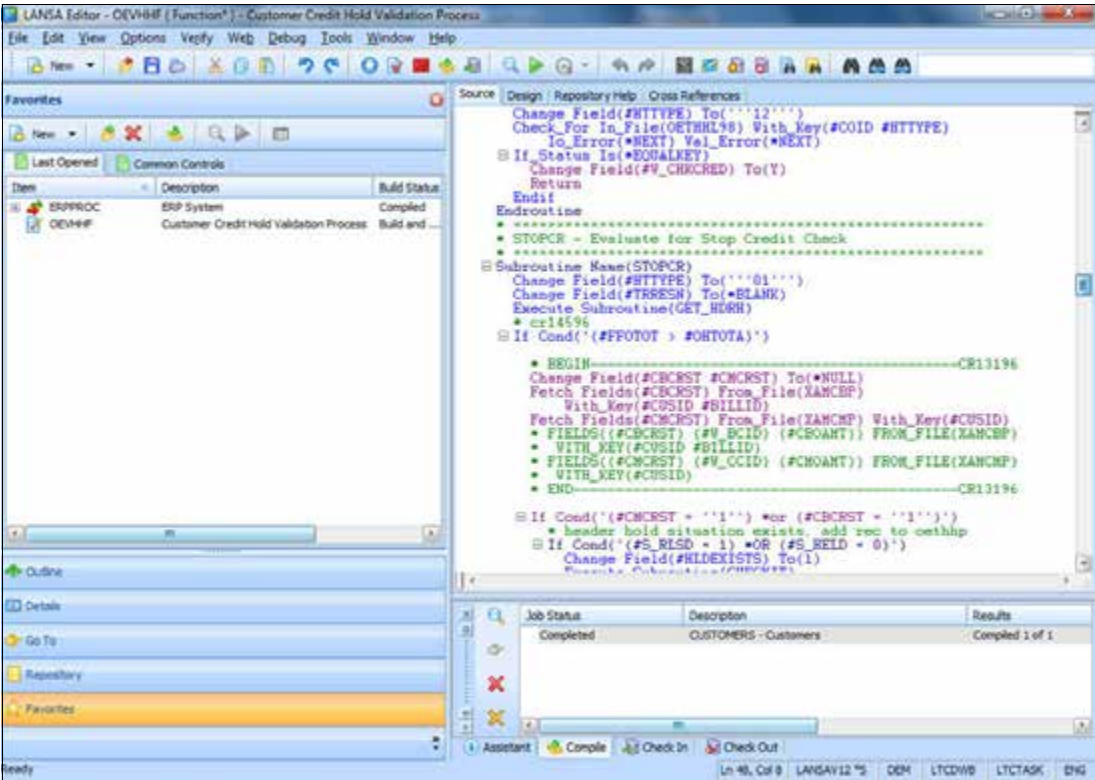 LANSA Editor - OEVHHF ( Function* ) - Customer Credit Hold Validation Process
File Edit View Options Verify Web Debug Tools Window Help
New
Favorites
New
Last Opened Common Controls
Item Description Build Status
ERPPROC ERP System Compiled
OEVHHF Customer Credit Hold Validation Process Build and ...
Outline
Details
Go To
Repository
Favorites
Source Design Repository Help Cross References
Change Field(#HTTYPE) To('''12''')
Check_For In_File(OETHHL98) With_Key(#COID #HTTYPE)
Io_Error(*NEXT) Val_Error(*NEXT)
If_Status Is(*EQUALKEY)
Change Field(#W_CHKCRED) To(Y)
Return
Endif
Endroutine
* STOPCR - Evaluate for Stop Credit Check
Subroutine Name(STOPCR)
Change Field(#HTTYPE) To('''01''')
Change Field(#TRRESN) To(*BLANK)
Execute Subroutine(GET_HDRH)
* cr14596
If Cond('(#FFOTOT > #OHTOTA)')
* BEGIN CR13196
Change Field(#CBCRST #CMCRST) To(*NULL)
Fetch Fields(#CBCRST) From_File(XAMCBP)
With_Key(#CUSID #BILLID)
Fetch Fields(#CMCRST) From_File(XAMCMP) With_Key(#CUSID)
* FIELDS((#CBCRST) (#W_BCID) (#CBOAMT)) FROM_FILE(XAMCBP)
* WITH_KEY(#CUSID #BILLID)
* FIELDS((#CMCRST) (#W_CCID) (#CMOAMT)) FROM_FILE(XAMCMP)
* WITH_KEY(#CUSID)
* END CR13196
If Cond('(#CMCRST = ''1'') *or (#CBCRST = ''1'')')
* header hold situation exists, add rec to oethhp
If Cond('(#S_RLSD = 1) *OR (#S_RELD = 0)')
Change Field(#HLDEXISTS) To(1)
Execute Subroutine(CHECKIT)
Job Status Description Results
Completed CUSTOMERS - Customers Compiled 1 of 1
Assistant Compile Check In Check Out
Ready
Ln 48, Col 8 LANSAV12 *S DEM LTCDWB LTCTASK ENG